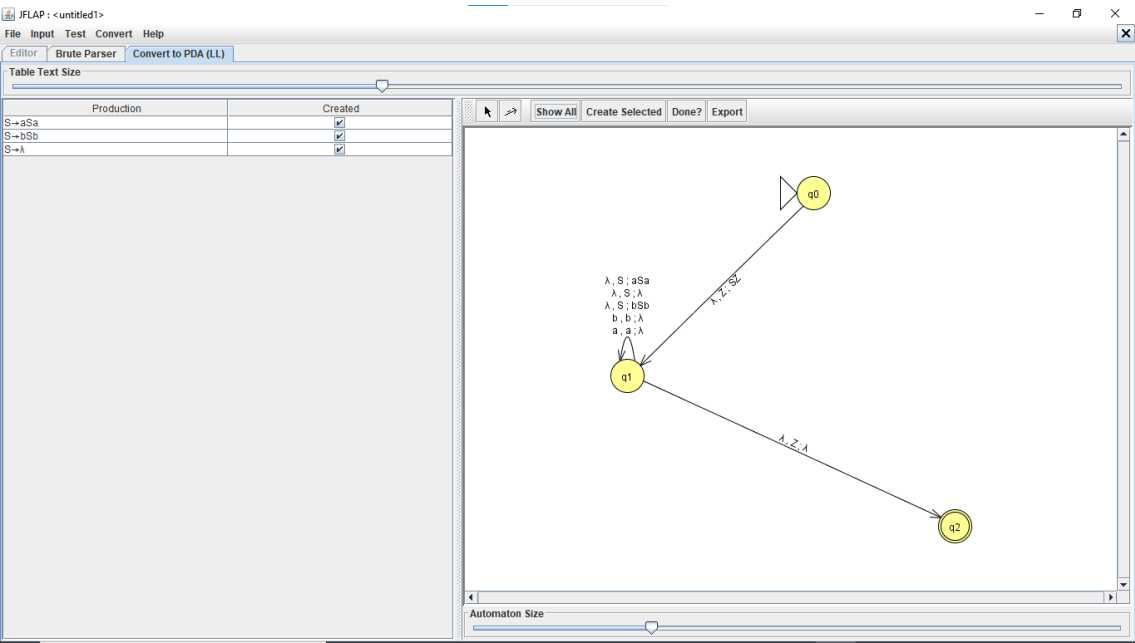 JFLAP : <untitled1>
File Input Test Convert Help
Editor Brute Parser Convert to PDA (LL)
Table Text Size
Production Created
S→aSa
S→bSb
S→λ
Show All Create Selected Done? Export
q0
λ , Z ; SZ
λ , S ; aSa
λ , S ; λ
λ , S ; bSb
b , b ; λ
a , a ; λ
q1
λ , Z ; λ
q2
Automaton Size